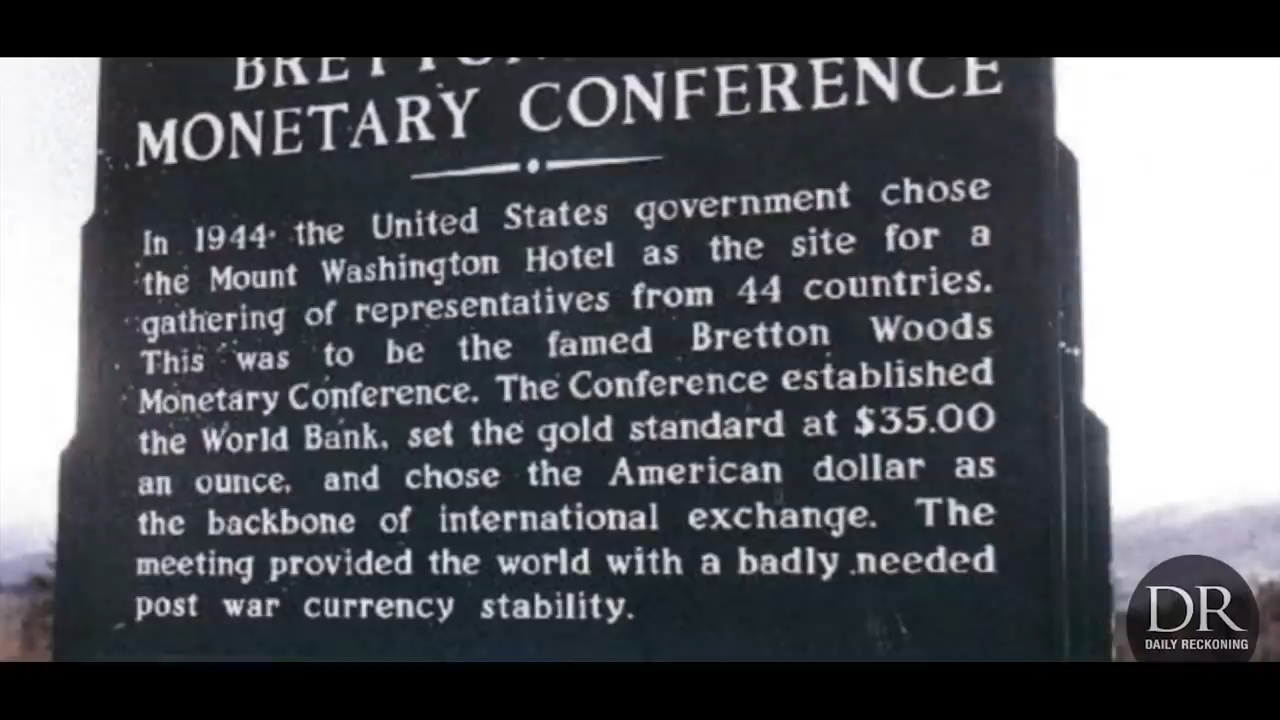 BRETTON
MONETARY CONFERENCE
In 1944 the United States government chose
the Mount Washington Hotel as the site for a
gathering of representatives from 44 countries.
This was to be the famed Bretton Woods
Monetary Conference. The Conference established
the World Bank, set the gold standard at $35.00
an ounce, and chose the American dollar as
the backbone of international exchange. The
meeting provided the world with a badly needed
post war currency stability.
DR
DAILY RECKONING